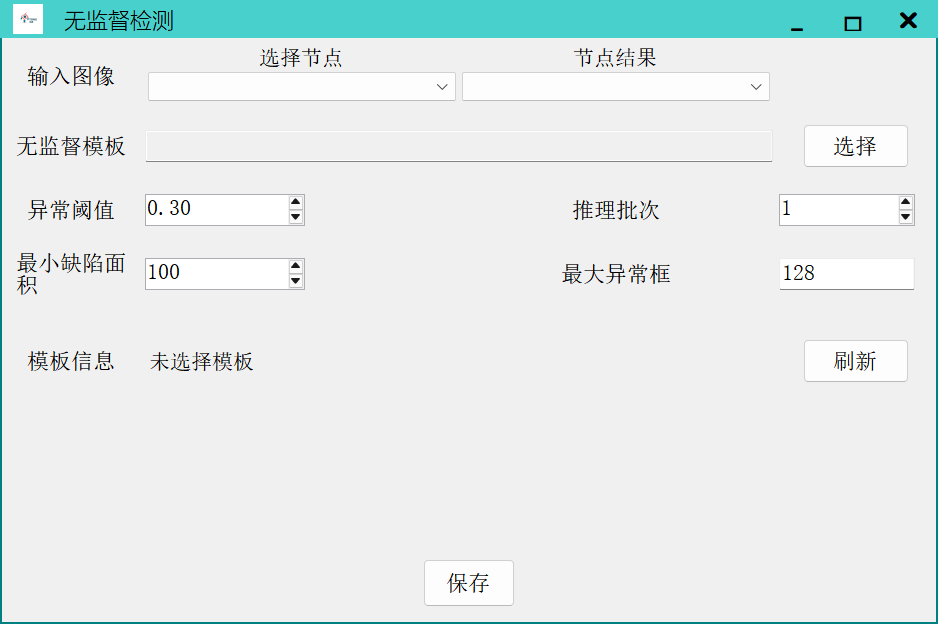 无监督检测
选择节点 节点结果
输入图像
无监督模板 选择
异常阈值 0.30 推理批次 1
最小缺陷面
积 100 最大异常框 128
模板信息 未选择模板 刷新
保存